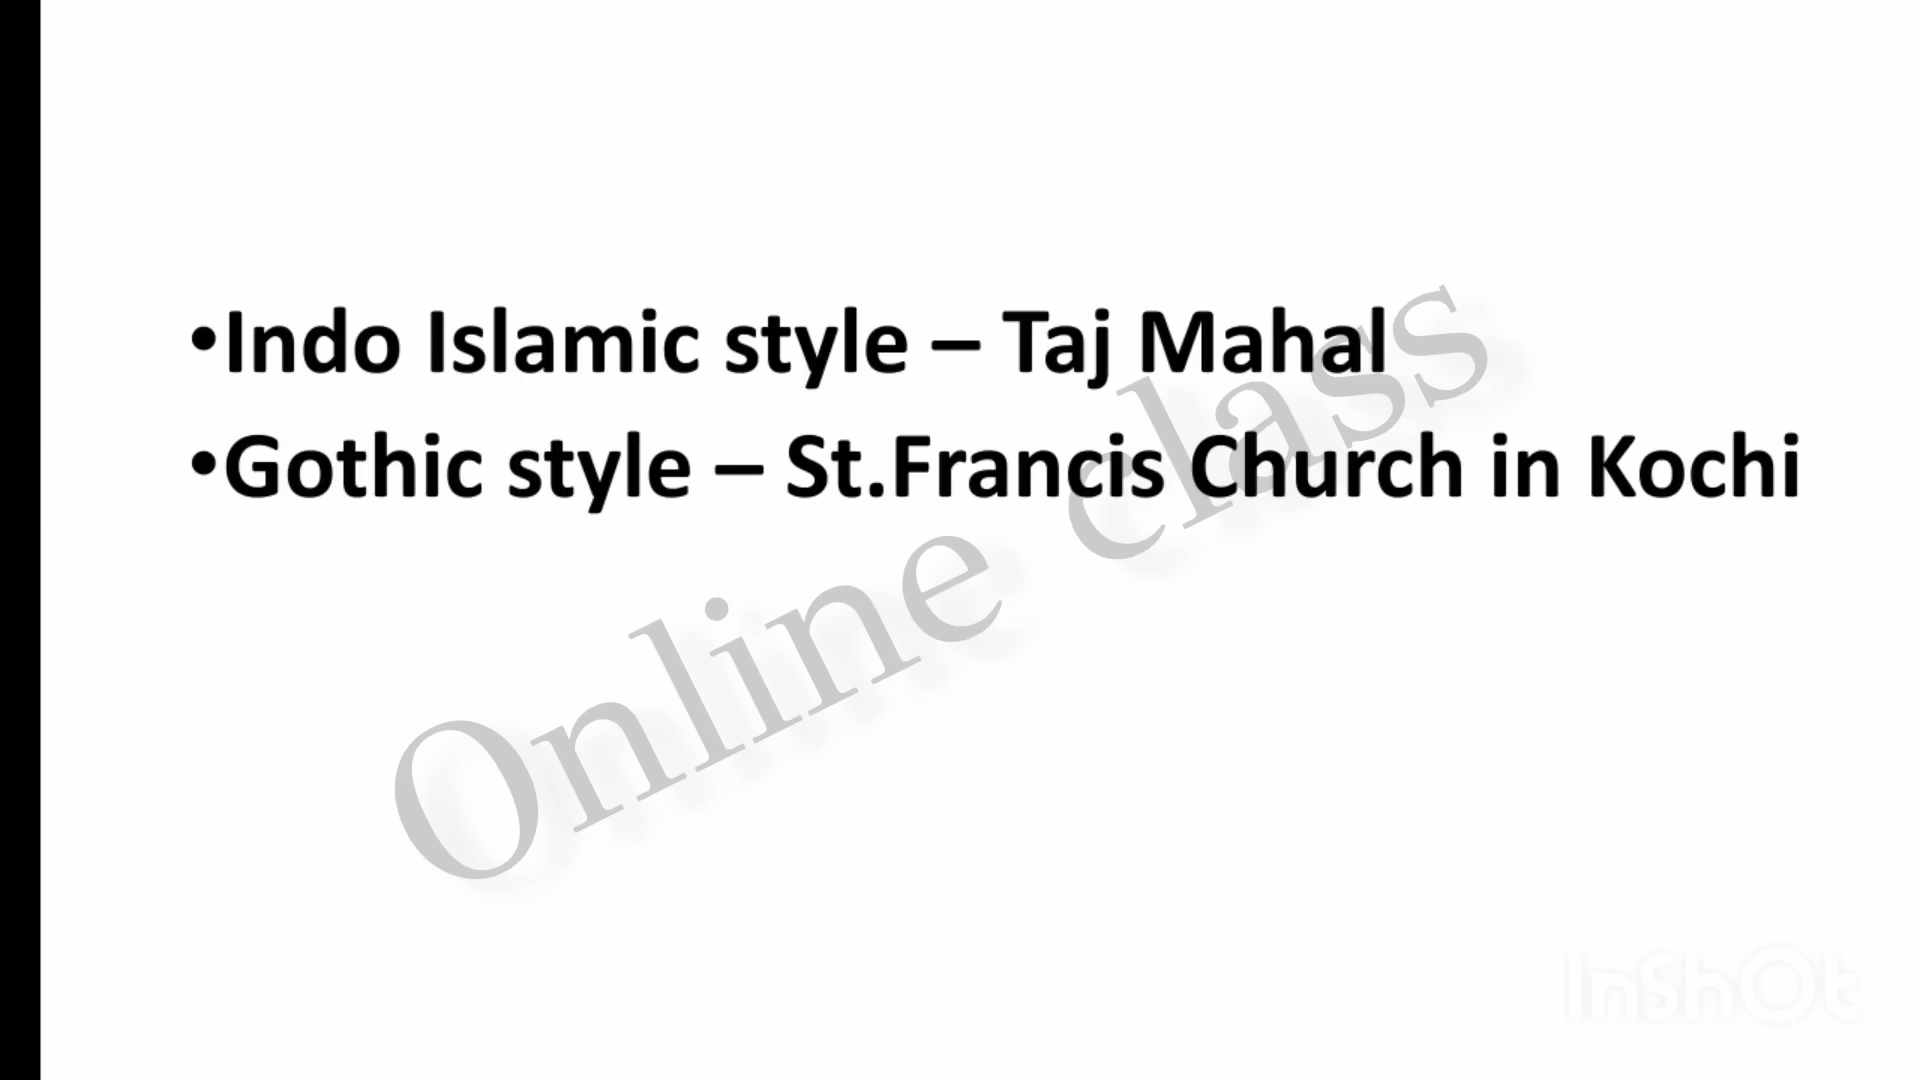 •Indo Islamic style – Taj Mahal
•Gothic style – St.Francis Church in Kochi
Online class
InShOt